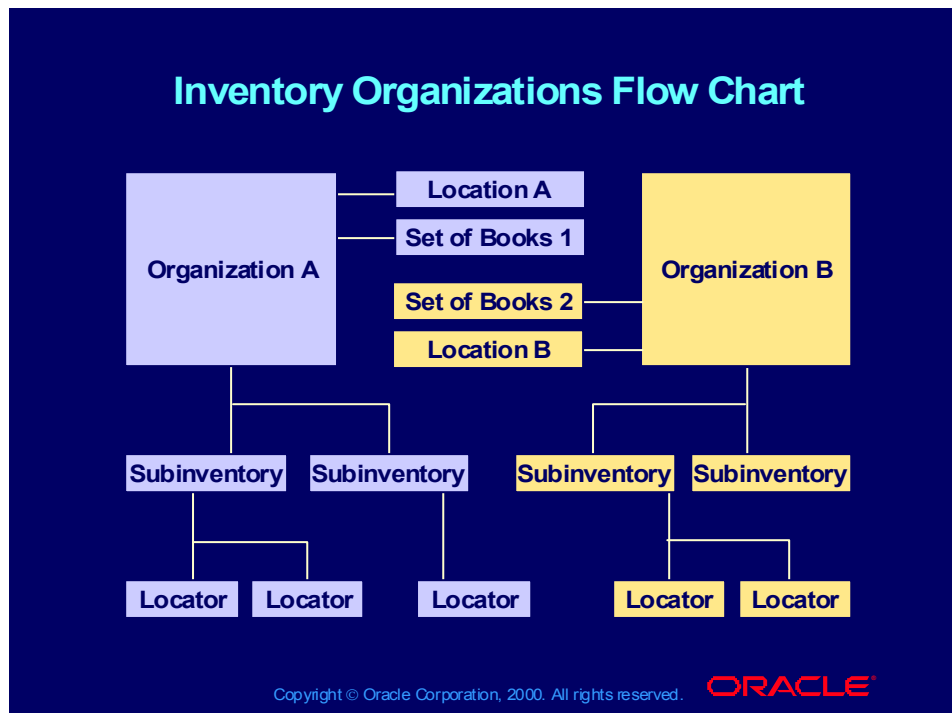 Inventory Organizations Flow Chart
Location A
Set of Books 1
Organization A
Organization B
Set of Books 2
Location B
Subinventory
Subinventory
Subinventory
Subinventory
Locator
Locator
Locator
Locator
Locator
Copyright © Oracle Corporation, 2000. All rights reserved.
ORACLE®